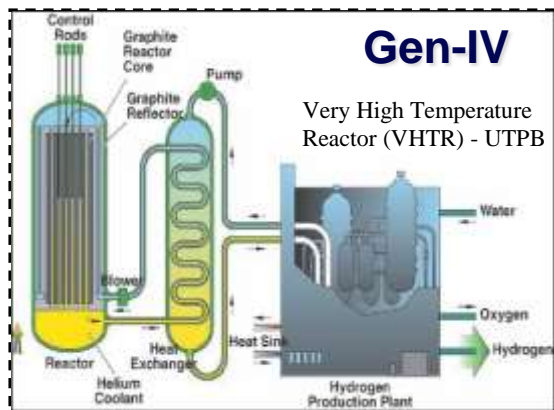 Control
Rods
Graphite
Reactor
Core
Graphite
Reflector
Pump
Gen-IV
Very High Temperature
Reactor (VHTR) - UTPB
Water
Blower
Oxygen
Heat Sink
Hydrogen
Reactor
Heat
Exchanger
Helium
Coolant
Hydrogen
Production Plant